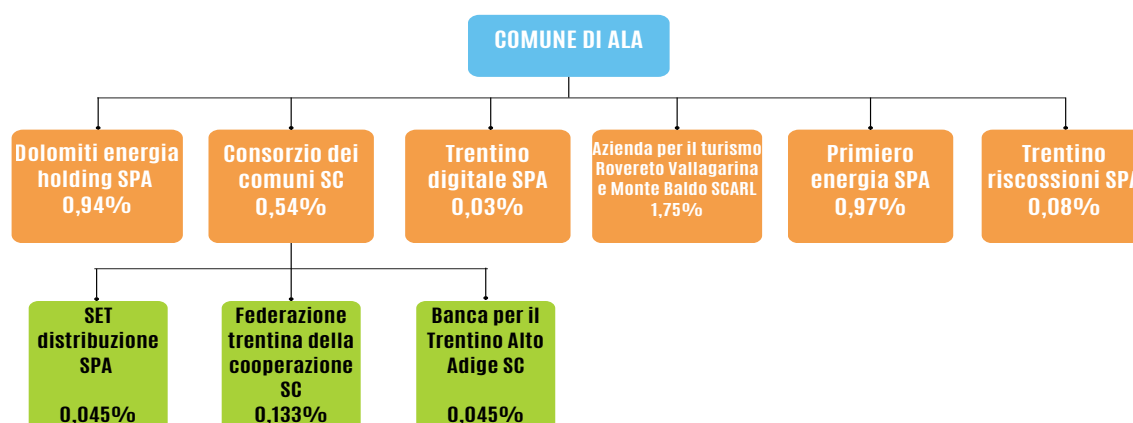 COMUNE DI ALA
Dolomiti energia
holding SPA
0,94%
Consorzio dei
comuni SC
0,54%
Trentino
digitale SPA
0,03%
Azienda per il turismo
Rovereto Vallagarina
e Monte Baldo SCARL
1,75%
Primiero
energia SPA
0,97%
Trentino
riscossioni SPA
0,08%
SET
distribuzione
SPA
0,045%
Federazione
trentina della
cooperazione
SC
0,133%
Banca per il
Trentino Alto
Adige SC
0,045%